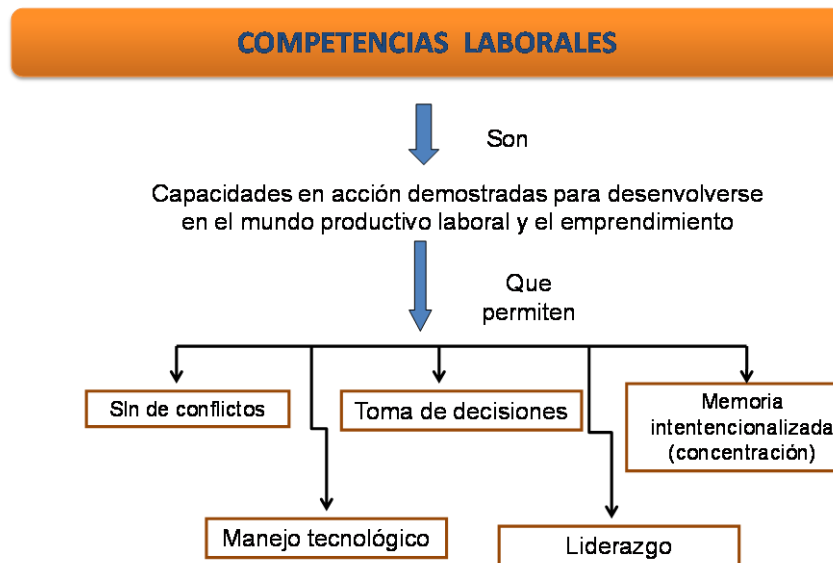 COMPETENCIAS LABORALES
Son
Capacidades en acción demostradas para desenvolverse
en el mundo productivo laboral y el emprendimiento
Que
permiten
Sln de conflictos
Toma de decisiones
Memoria
intentencionalizada
(concentración)
Manejo tecnológico
Liderazgo